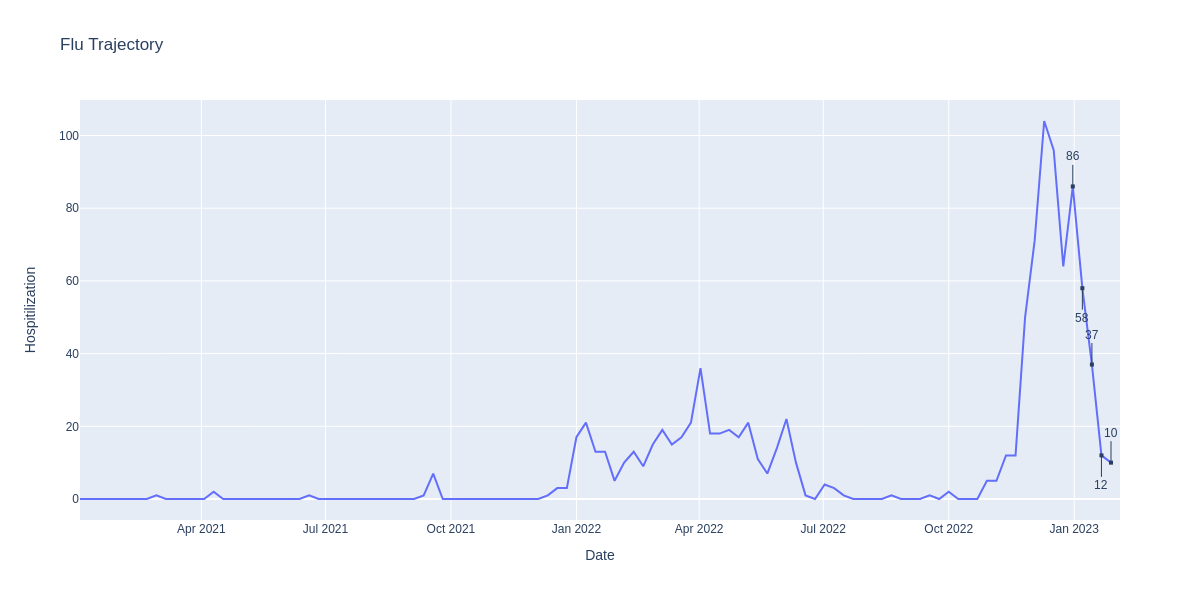 Flu Trajectory
100
80
60
40
20
0
Hospitilization
86
58
37
12
10
Apr 2021
Jul 2021
Oct 2021
Jan 2022
Apr 2022
Jul 2022
Oct 2022
Jan 2023
Date